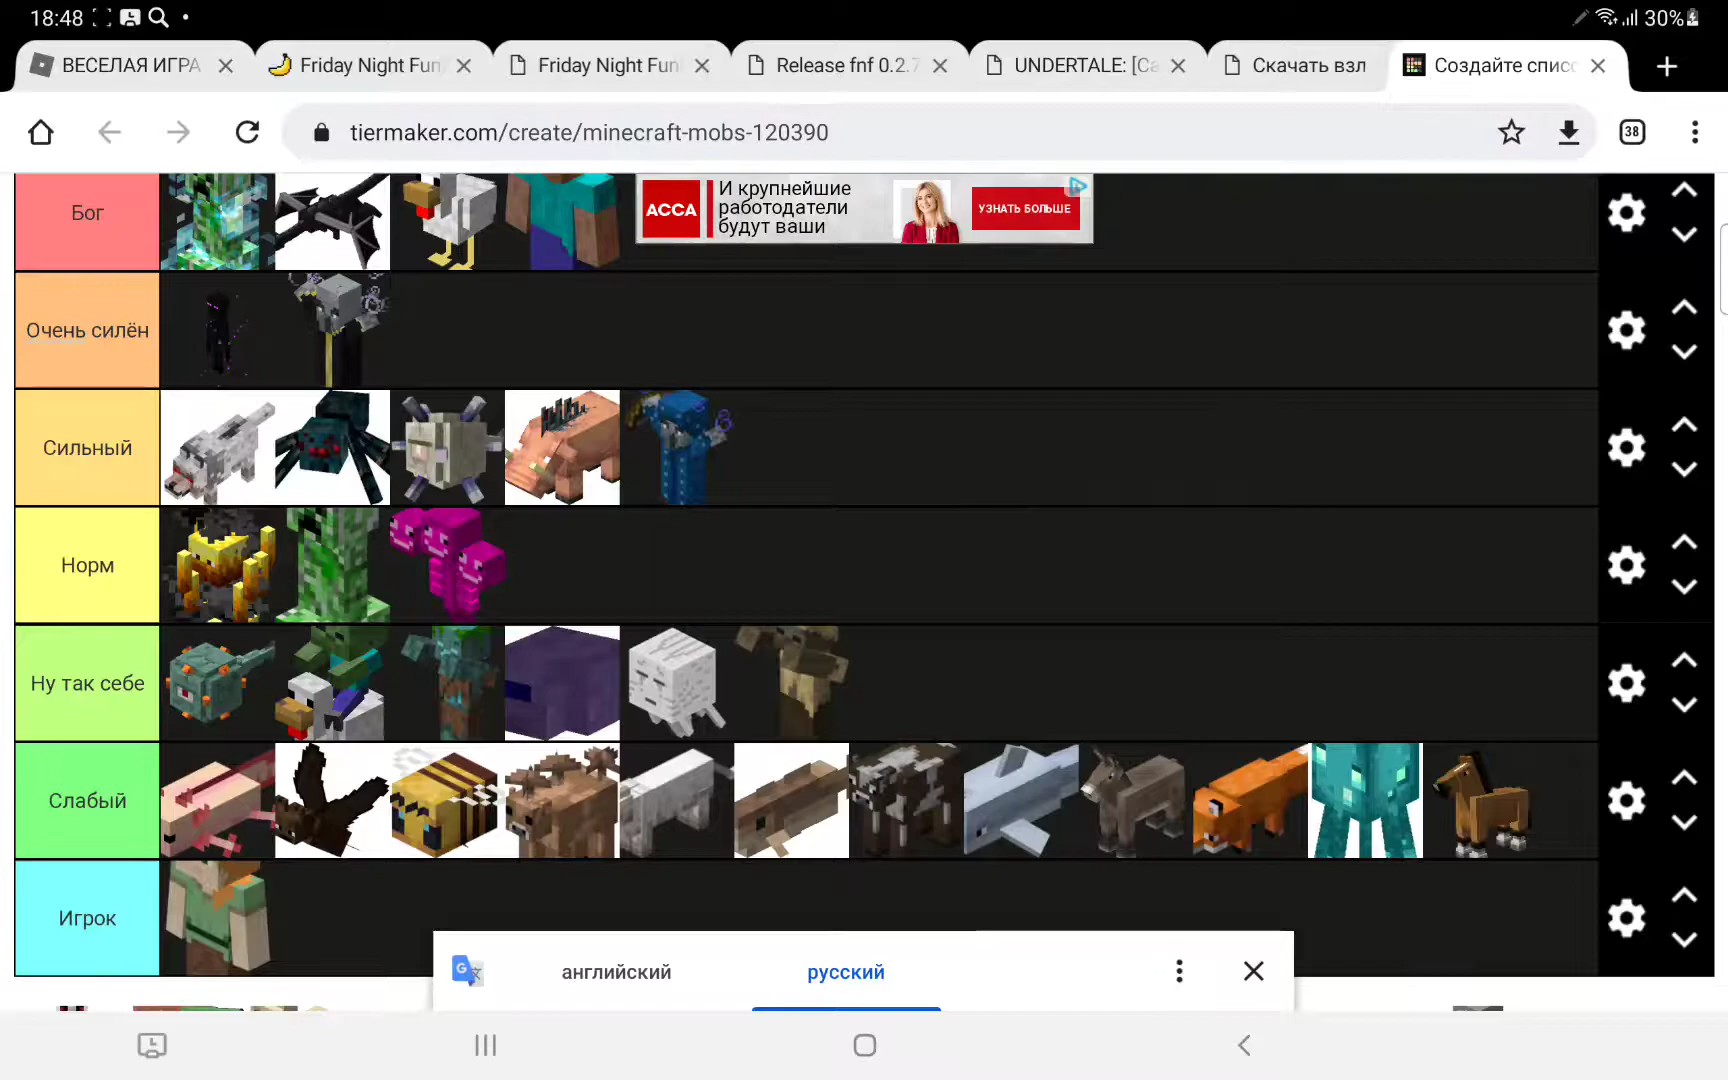 18:48
30%
ВЕСЕЛАЯ ИГРА
Friday Night Fun
Friday Night Funl
Release fnf 0.2.7
UNDERTALE: [Ca
Скачать взл
Создайте списо
tiermaker.com/create/minecraft-mobs-120390
38
Бог
ACCA
И крупнейшие
работодатели
будут ваши
УЗНАТЬ БОЛЬШЕ
Очень силён
Сильный
Норм
Ну так себе
Слабый
Игрок
английский
русский